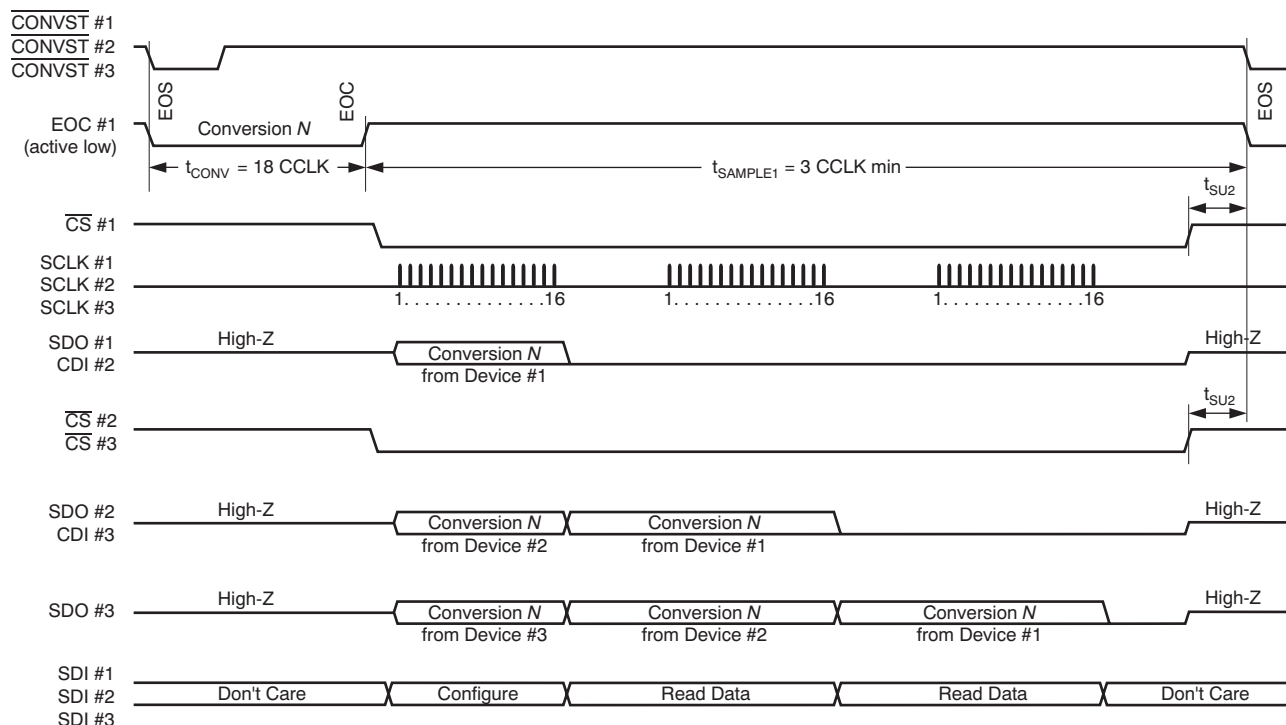 CONVST #1
CONVST #2
CONVST #3
EOS
EOC
EOS
EOC #1
(active low)
Conversion N
tCONV = 18 CCLK
tSAMPLE1 = 3 CCLK min
tSU2
CS #1
SCLK #1
SCLK #2
SCLK #3
1. . . . . . . . . . . . . .16
1. . . . . . . . . . . . . .16
1. . . . . . . . . . . . . .16
SDO #1
CDI #2
High-Z
Conversion N
from Device #1
High-Z
tSU2
CS #2
CS #3
SDO #2
CDI #3
High-Z
Conversion N
from Device #2
Conversion N
from Device #1
High-Z
SDO #3
High-Z
Conversion N
from Device #3
Conversion N
from Device #2
Conversion N
from Device #1
High-Z
SDI #1
SDI #2
SDI #3
Don't Care
Configure
Read Data
Read Data
Don't Care